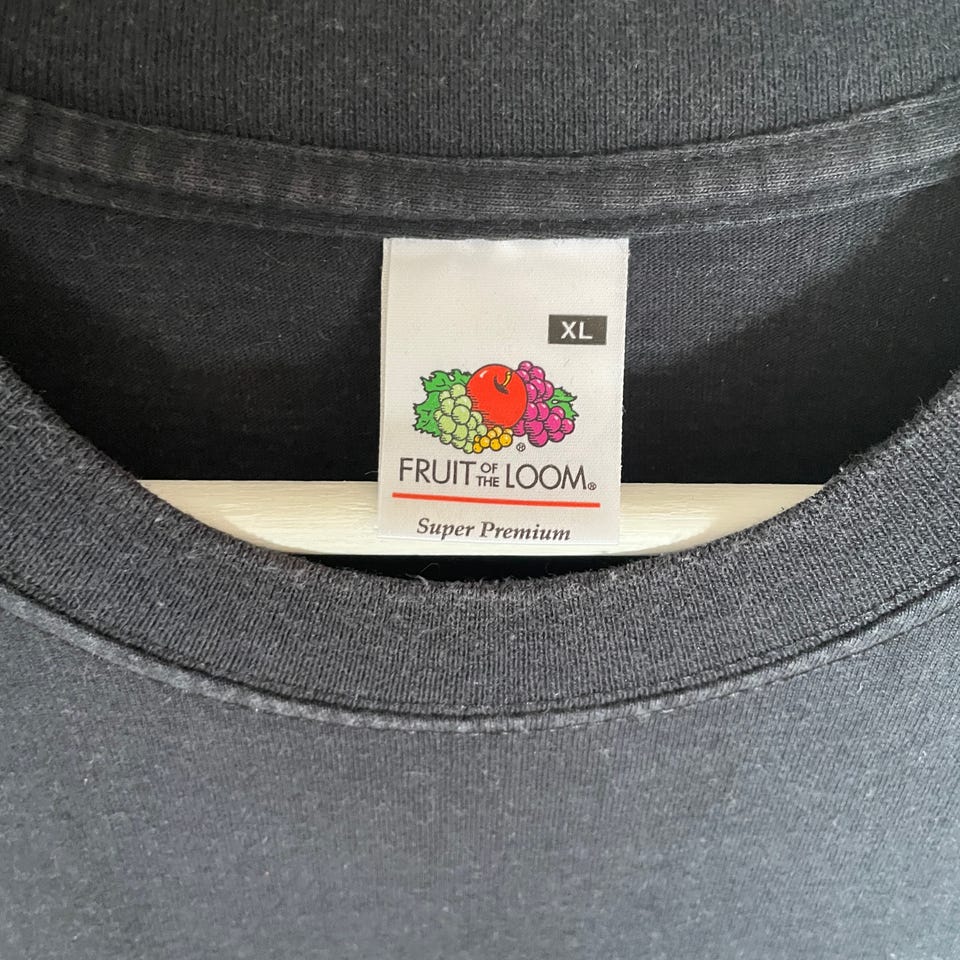 XL
®
FRUIT OF THE LOOM®
Super Premium